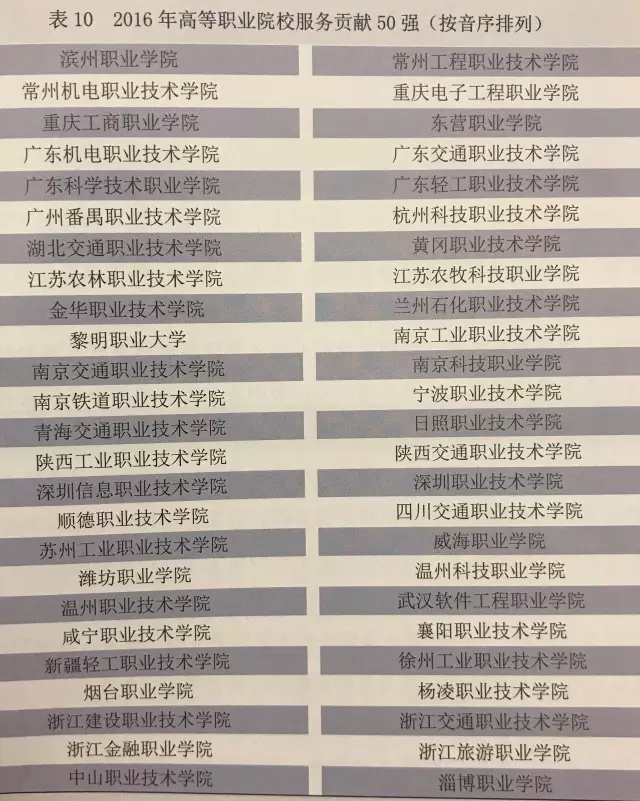 表 10 2016 年高等职业院校服务贡献 50 强（按音序排列）
滨州职业学院 常州工程职业技术学院
常州机电职业技术学院 重庆电子工程职业学院
重庆工商职业学院 东营职业学院
广东机电职业技术学院 广东交通职业技术学院
广东科学技术职业学院 广东轻工职业技术学院
广州番禺职业技术学院 杭州科技职业技术学院
湖北交通职业技术学院 黄冈职业技术学院
江苏农林职业技术学院 江苏农牧科技职业学院
金华职业技术学院 兰州石化职业技术学院
黎明职业大学 南京工业职业技术学院
南京交通职业技术学院 南京科技职业学院
南京铁道职业技术学院 宁波职业技术学院
青海交通职业技术学院 日照职业技术学院
陕西工业职业技术学院 陕西交通职业技术学院
深圳信息职业技术学院 深圳职业技术学院
顺德职业技术学院 四川交通职业技术学院
苏州工业职业技术学院 威海职业学院
潍坊职业学院 温州科技职业学院
温州职业技术学院 武汉软件工程职业学院
咸宁职业技术学院 襄阳职业技术学院
新疆轻工职业技术学院 徐州工业职业技术学院
烟台职业学院 杨凌职业技术学院
浙江建设职业技术学院 浙江交通职业技术学院
浙江金融职业学院 浙江旅游职业学院
中山职业技术学院 淄博职业学院